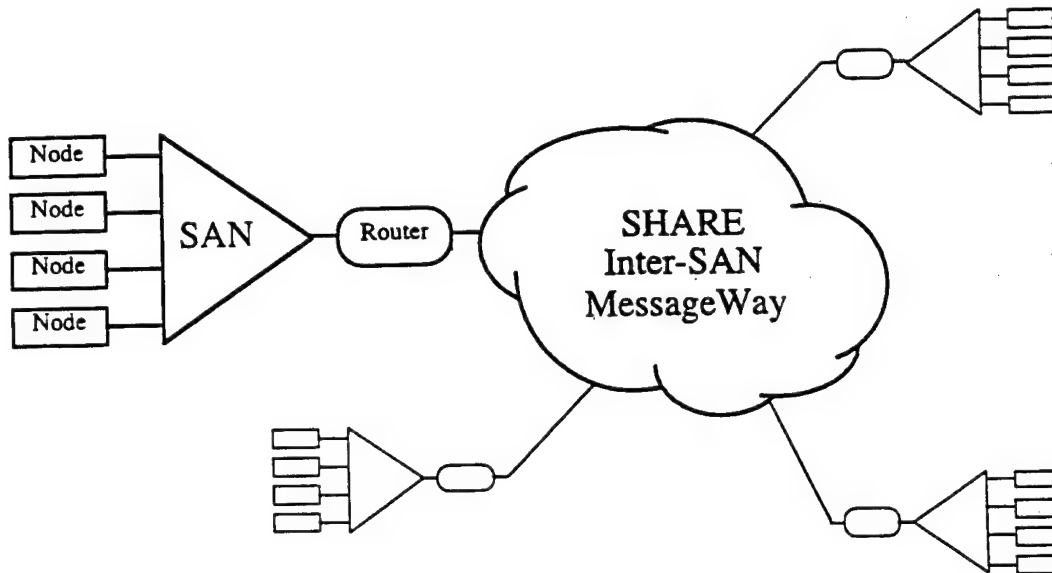 Node
Node
Node
Node
SAN
Router
SHARE
Inter-SAN
MessageWay